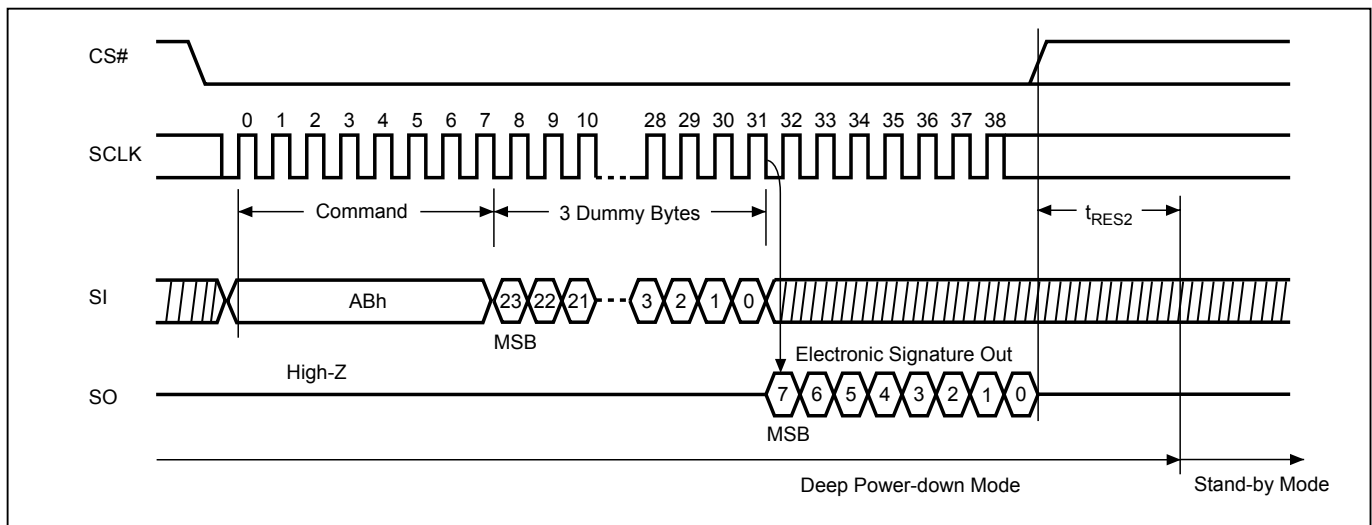 CS#
0 1 2 3 4 5 6 7 8 9 10 28 29 30 31 32 33 34 35 36 37 38
SCLK
Command
3 Dummy Bytes
tRES2
SI
ABh
23 22 21 3 2 1 0
MSB
Electronic Signature Out
High-Z
SO
7 6 5 4 3 2 1 0
MSB
Deep Power-down Mode
Stand-by Mode